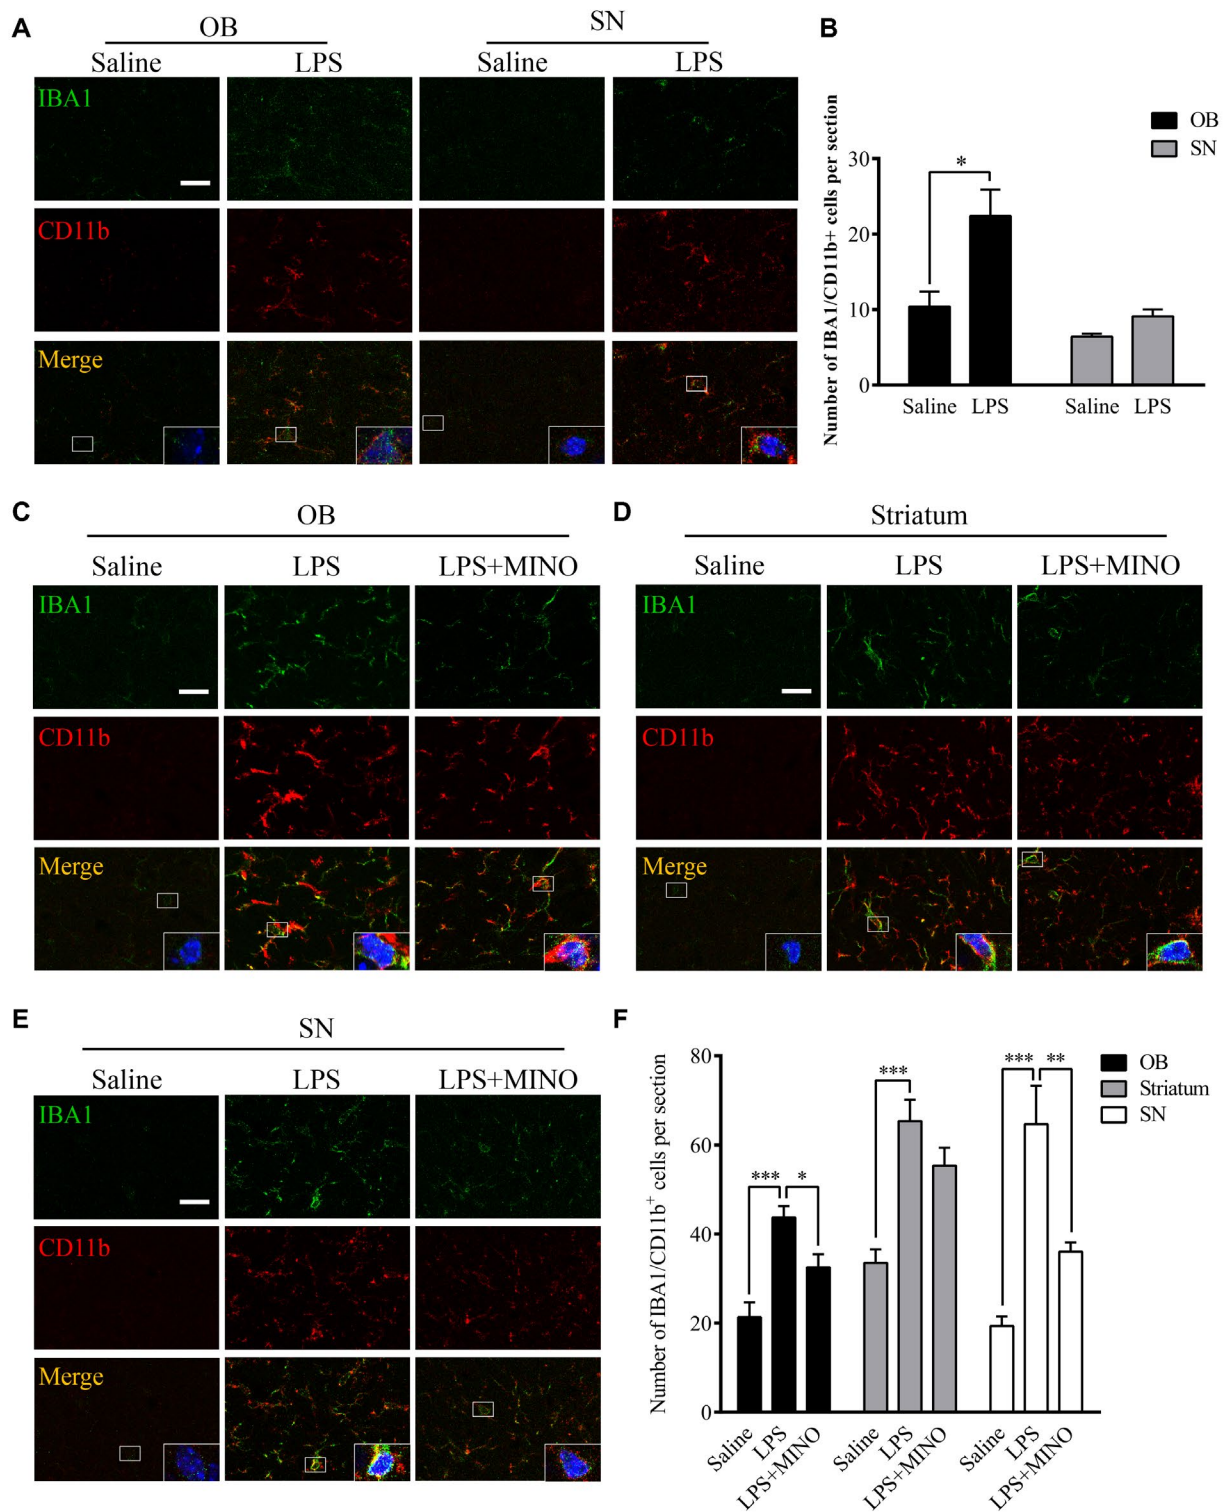 A
OB
SN
Saline LPS Saline LPS
IBA1
CD11b
Merge
B
OB
SN
Number of IBA1/CD11b+ cells per section
30
20
10
0
Saline LPS Saline LPS
*
C
OB
Saline LPS LPS+MINO
IBA1
CD11b
Merge
D
Striatum
Saline LPS LPS+MINO
IBA1
CD11b
Merge
E
SN
Saline LPS LPS+MINO
IBA1
CD11b
Merge
F
OB
Striatum
SN
Number of IBA1/CD11b⁺ cells per section
80
60
40
20
0
*** *
***
*** **
Saline LPS LPS+MINO Saline LPS LPS+MINO Saline LPS LPS+MINO